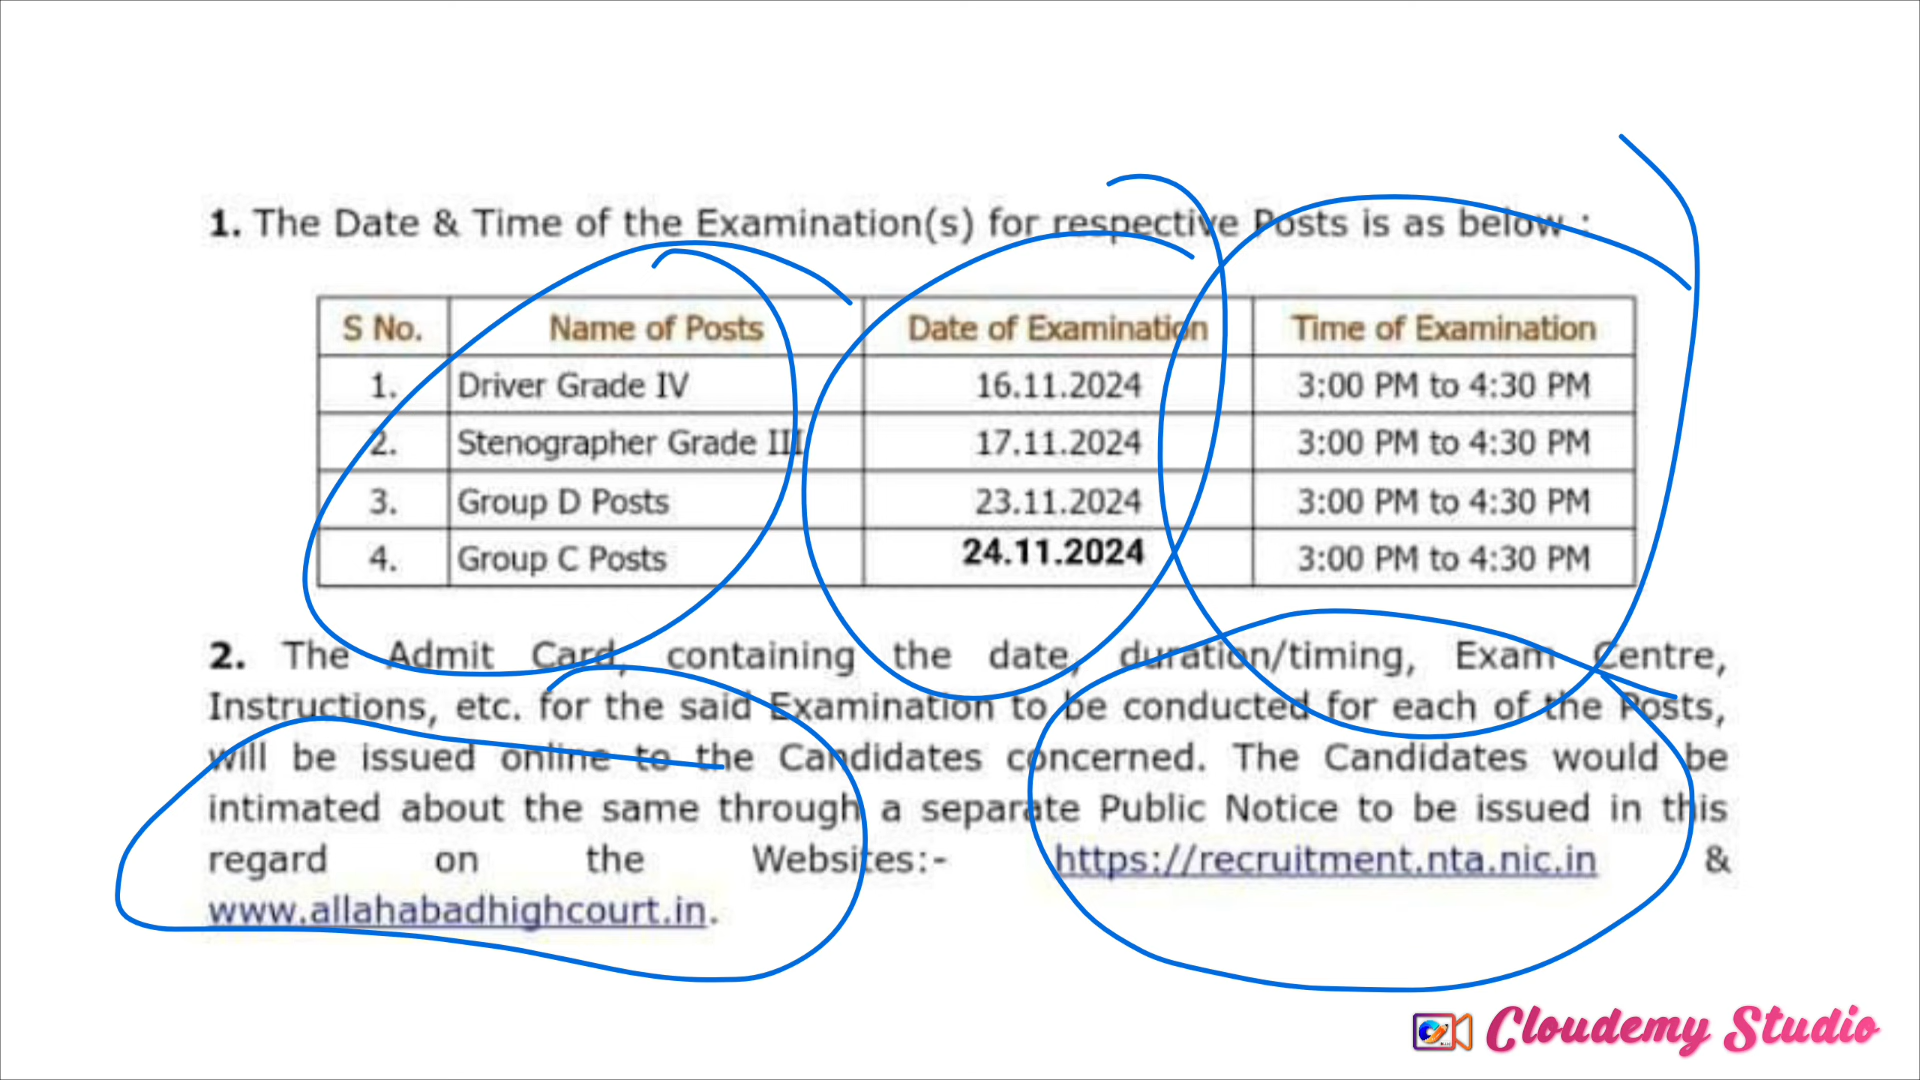 1. The Date & Time of the Examination(s) for respective Posts is as below :
S No. Name of Posts Date of Examination Time of Examination
1. Driver Grade IV 16.11.2024 3:00 PM to 4:30 PM
2. Stenographer Grade III 17.11.2024 3:00 PM to 4:30 PM
3. Group D Posts 23.11.2024 3:00 PM to 4:30 PM
4. Group C Posts 24.11.2024 3:00 PM to 4:30 PM
2. The Admit Card, containing the date, duration/timing, Exam Centre,
Instructions, etc. for the said Examination to be conducted for each of the Posts,
will be issued online to the Candidates concerned. The Candidates would be
intimated about the same through a separate Public Notice to be issued in this
regard on the Websites:- https://recruitment.nta.nic.in &
www.allahabadhighcourt.in.
Cloudemy Studio